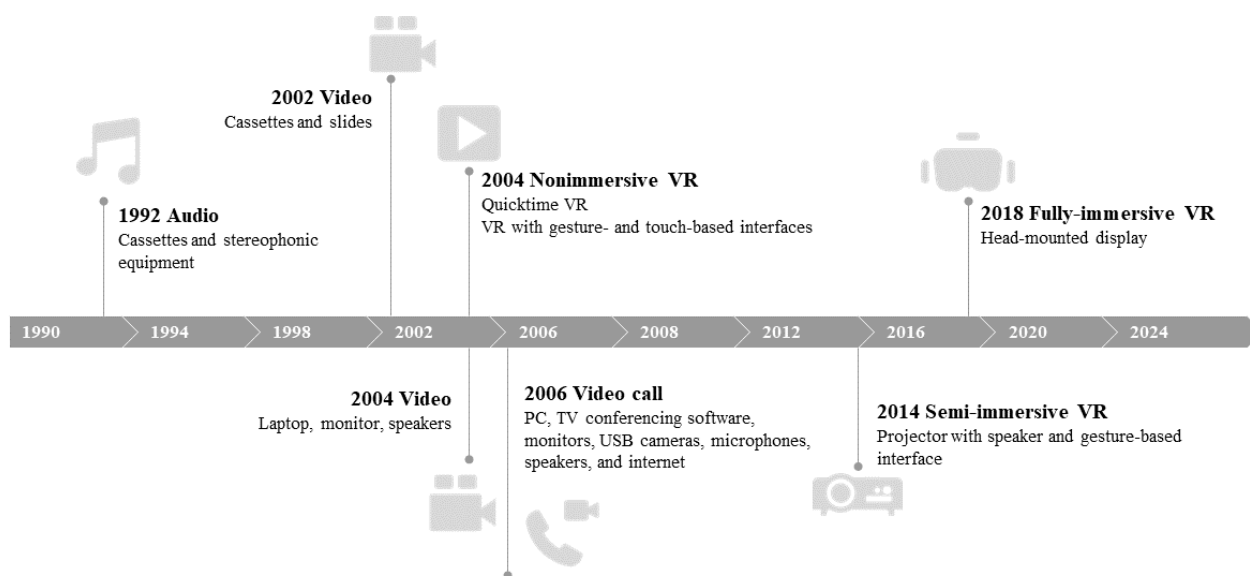 2002 Video
Cassettes and slides
1992 Audio
Cassettes and stereophonic
equipment
2004 Nonimmersive VR
Quicktime VR
VR with gesture- and touch-based interfaces
2018 Fully-immersive VR
Head-mounted display
1990 1994 1998 2002 2006 2008 2012 2016 2020 2024
2004 Video
Laptop, monitor, speakers
2006 Video call
PC, TV conferencing software,
monitors, USB cameras, microphones,
speakers, and internet
2014 Semi-immersive VR
Projector with speaker and gesture-based
interface